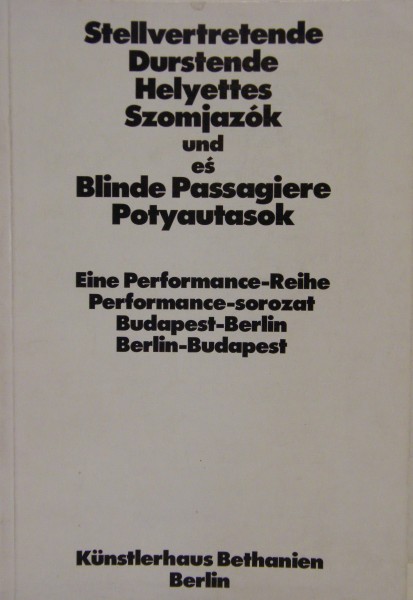 Stellvertretende
Durstende
Helyettes
Szomjazók
und
eś
Blinde Passagiere
Potyautasok
Eine Performance-Reihe
Performance-sorozat
Budapest-Berlin
Berlin-Budapest
Künstlerhaus Bethanien
Berlin